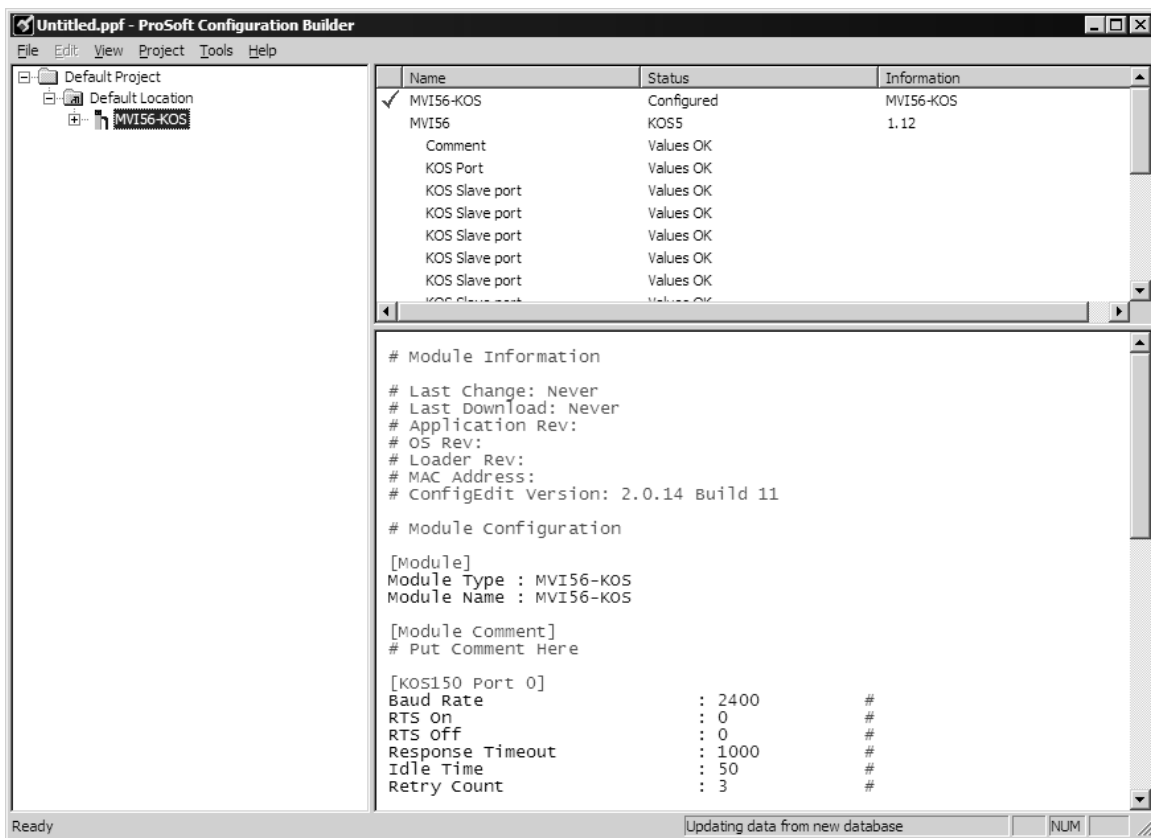 Untitled.ppf - ProSoft Configuration Builder
File Edit View Project Tools Help
Default Project
Default Location
MVI56-KOS
Name Status Information
MVI56-KOS Configured MVI56-KOS
MVI56 KOS5 1.12
Comment Values OK
KOS Port Values OK
KOS Slave port Values OK
KOS Slave port Values OK
KOS Slave port Values OK
KOS Slave port Values OK
KOS Slave port Values OK
KOS Slave port Values OK
# Module Information
# Last Change: Never
# Last Download: Never
# Application Rev:
# OS Rev:
# Loader Rev:
# MAC Address:
# ConfigEdit Version: 2.0.14 Build 11
# Module Configuration
[Module]
Module Type : MVI56-KOS
Module Name : MVI56-KOS
[Module Comment]
# Put Comment Here
[KOS150 Port 0]
Baud Rate : 2400 #
RTS On : 0 #
RTS Off : 0 #
Response Timeout : 1000 #
Idle Time : 50 #
Retry Count : 3 #
Ready Updating data from new database NUM